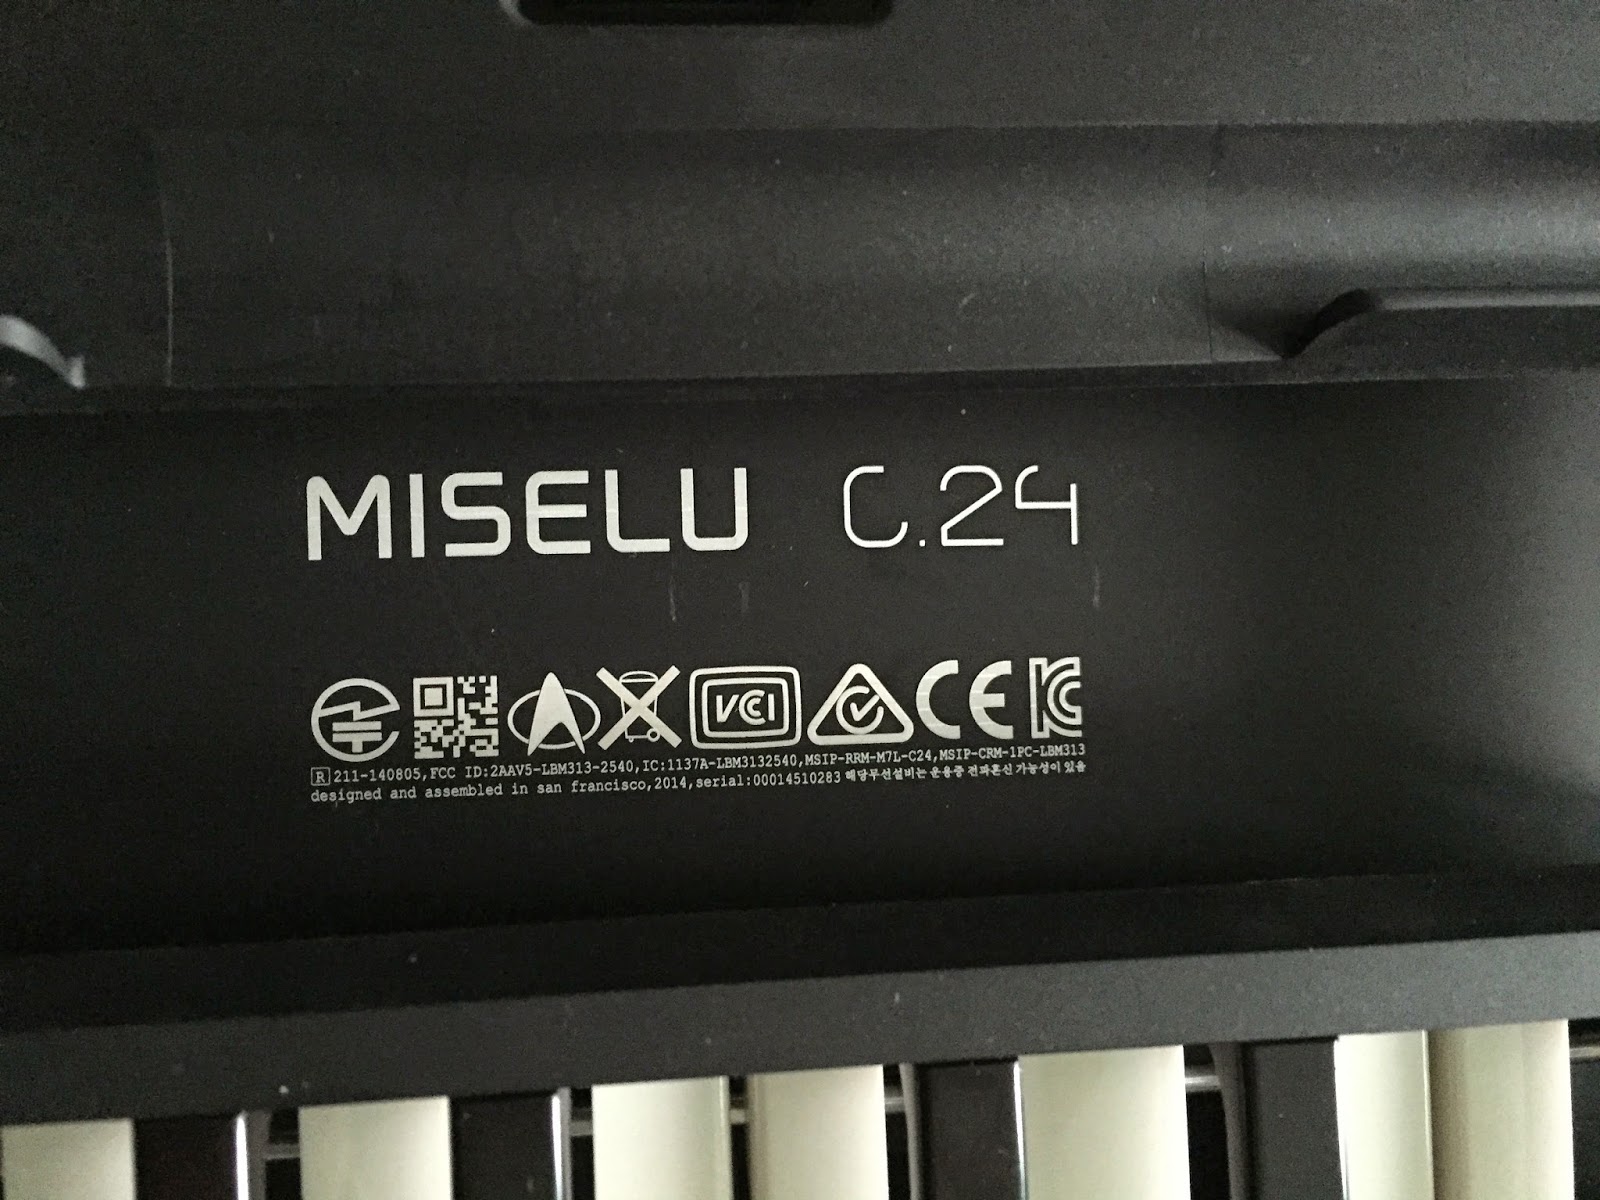 MISELU C.24
VCCI
CE
R 211-140805,FCC ID:2AAV5-LBM313-2540,IC:1137A-LBM3132540,MSIP-RRM-M7L-C24,MSIP-CRM-1PC-LBM313
designed and assembled in san francisco,2014,serial:00014510283 해당무선설비는 운용중 전파혼신 가능성이 있음